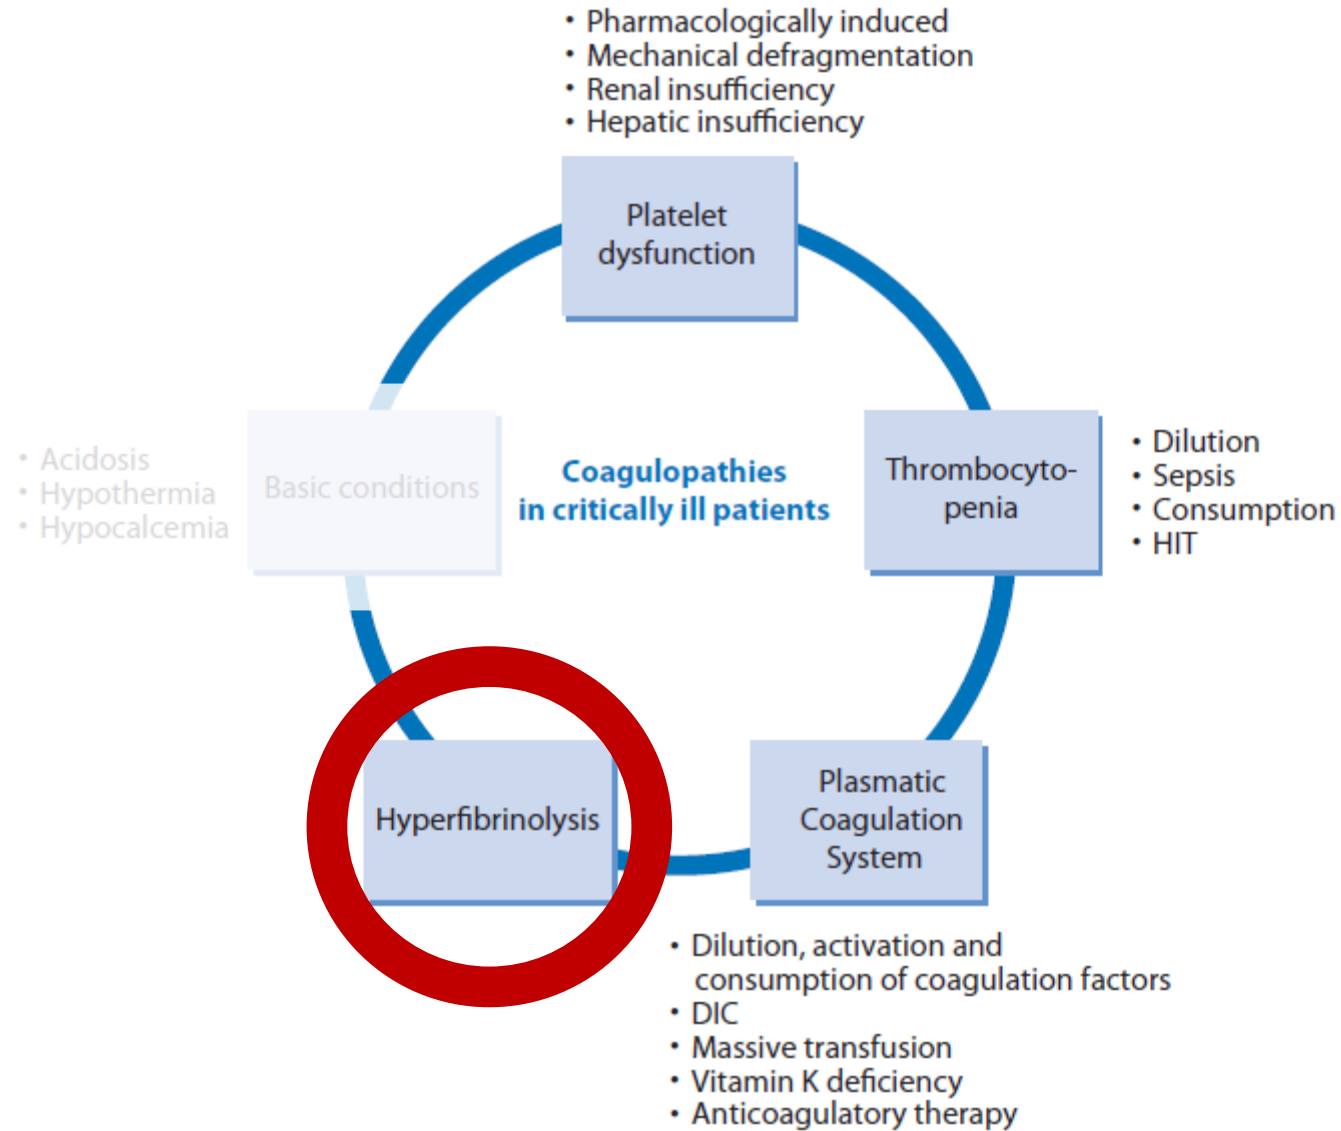 • Pharmacologically induced
• Mechanical defragmentation
• Renal insufficiency
• Hepatic insufficiency
Platelet
dysfunction
• Acidosis
• Hypothermia
• Hypocalcemia
Basic conditions
Coagulopathies
in critically ill patients
Thrombocyto-
penia
• Dilution
• Sepsis
• Consumption
• HIT
Hyperfibrinolysis
Plasmatic
Coagulation
System
• Dilution, activation and
consumption of coagulation factors
• DIC
• Massive transfusion
• Vitamin K deficiency
• Anticoagulatory therapy